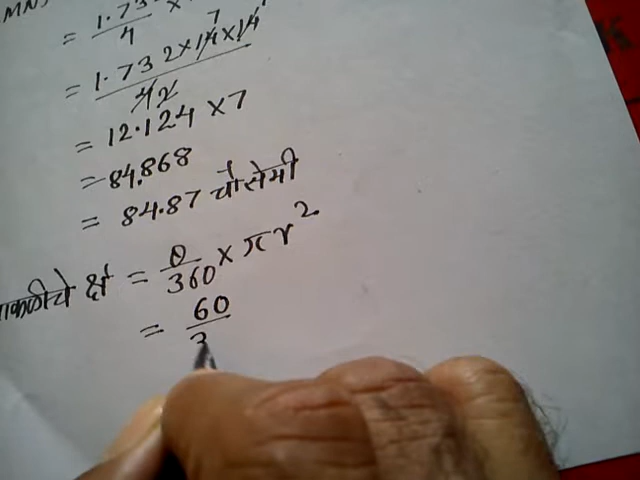 = 1.73
4 ×
= 1.732×14×14 7
4 2
= 12.124 ×7
= 84.868
= 84.87 चौसेमी
क्षे = θ/360 × πr²
= 60
3